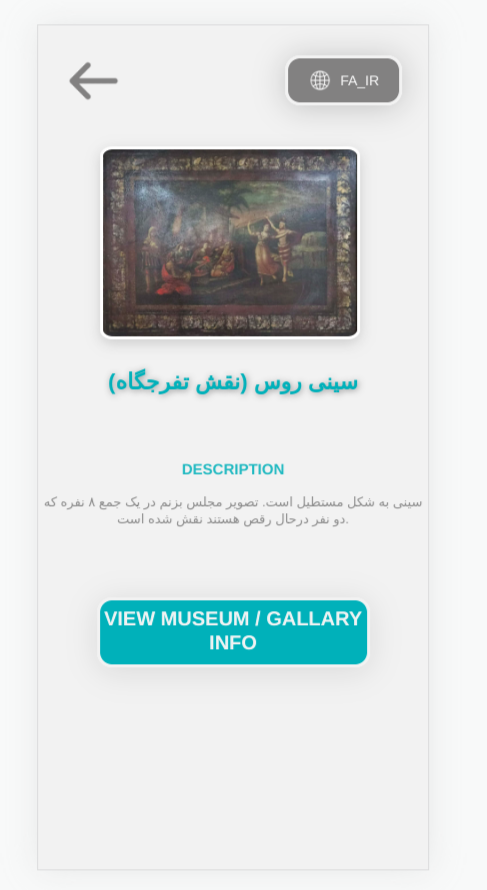 FA_IR
سینی روس (نقش تفرجگاه)
DESCRIPTION
سینی به شکل مستطیل است. تصویر مجلس بزنم در یک جمع ۸ نفره که
دو نفر درحال رقص هستند نقش شده است.
VIEW MUSEUM / GALLARY
INFO